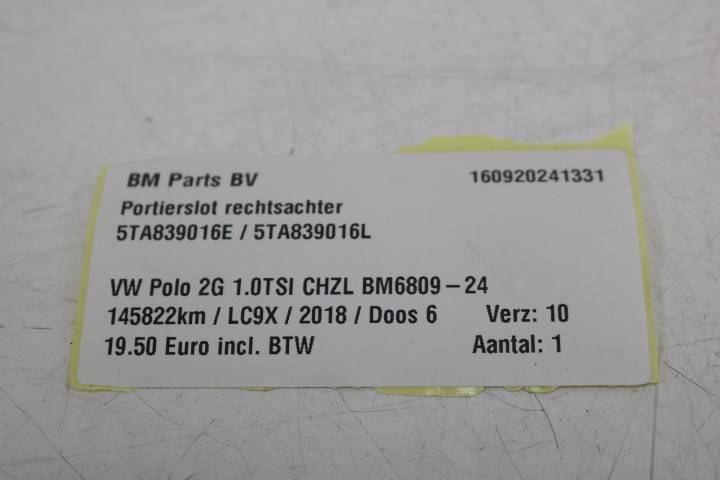 BM Parts BV 160920241331
Portierslot rechtsachter
5TA839016E / 5TA839016L
VW Polo 2G 1.0TSI CHZL BM6809-24
145822km / LC9X / 2018 / Doos 6 Verz: 10
19.50 Euro incl. BTW Aantal: 1